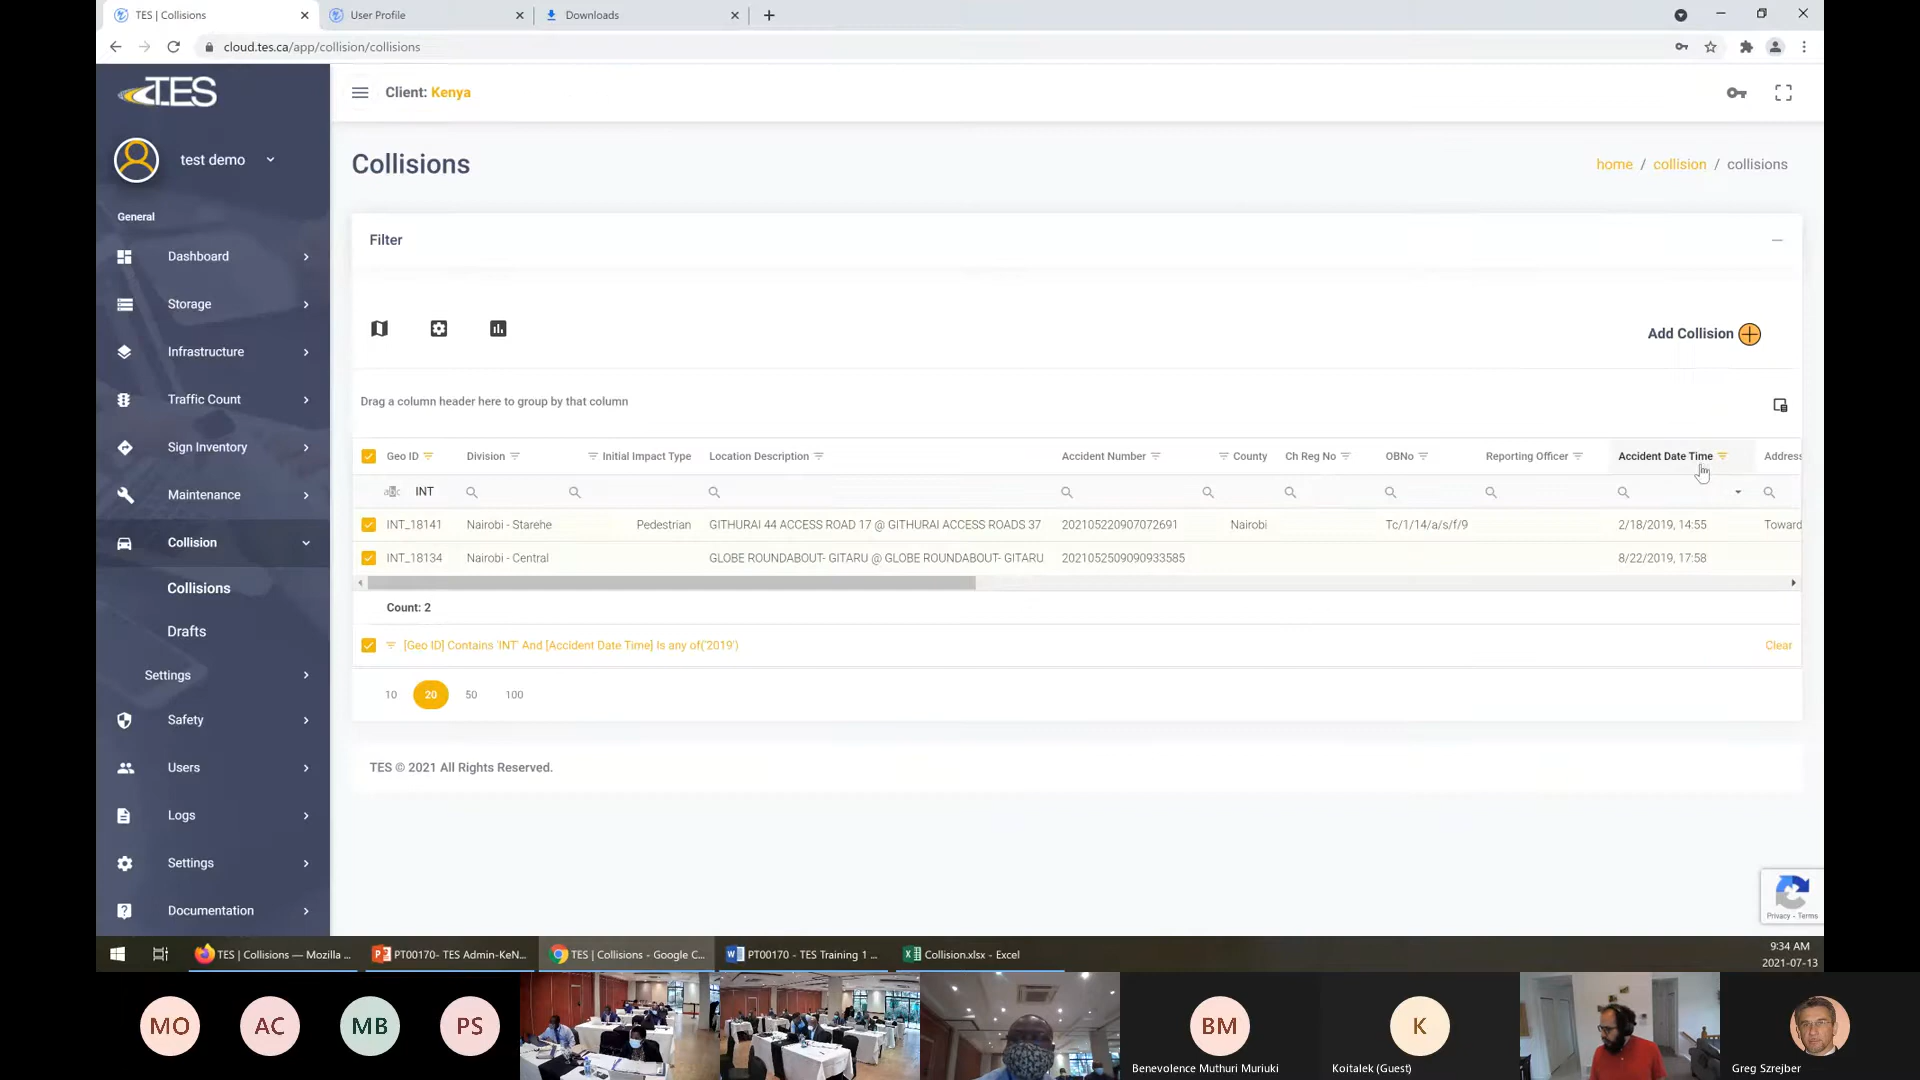 TES | Collisions
User Profile
Downloads
cloud.tes.ca/app/collision/collisions
TES
Client: Kenya
test demo
Collisions
home / collision / collisions
General
Filter
Dashboard
Storage
Add Collision
Infrastructure
Traffic Count
Drag a column header here to group by that column
Sign Inventory
Geo ID Division Initial Impact Type Location Description Accident Number County Ch Reg No OBNo Reporting Officer Accident Date Time Address
Maintenance
INT
INT_18141 Nairobi - Starehe Pedestrian GITHURAI 44 ACCESS ROAD 17 @ GITHURAI ACCESS ROADS 37 202105220907072691 Nairobi Tc/1/14/a/s/f/9 2/18/2019, 14:55 Toward
Collision
INT_18134 Nairobi - Central GLOBE ROUNDABOUT- GITARU @ GLOBE ROUNDABOUT- GITARU 2021052509090933585 8/22/2019, 17:58
Collisions
Count: 2
Drafts
[Geo ID] Contains 'INT' And [Accident Date Time] Is any of('2019') Clear
Settings
10 20 50 100
Safety
Users
TES © 2021 All Rights Reserved.
Logs
Settings
Documentation
Privacy - Terms
TES | Collisions — Mozilla ...
PT00170- TES Admin-KeN...
TES | Collisions - Google C...
PT00170 - TES Training 1 ...
Collision.xlsx - Excel
9:34 AM
2021-07-13
MO
AC
MB
PS
BM
K
Benevolence Muthuri Muriuki
Koitalek (Guest)
Greg Szrejber